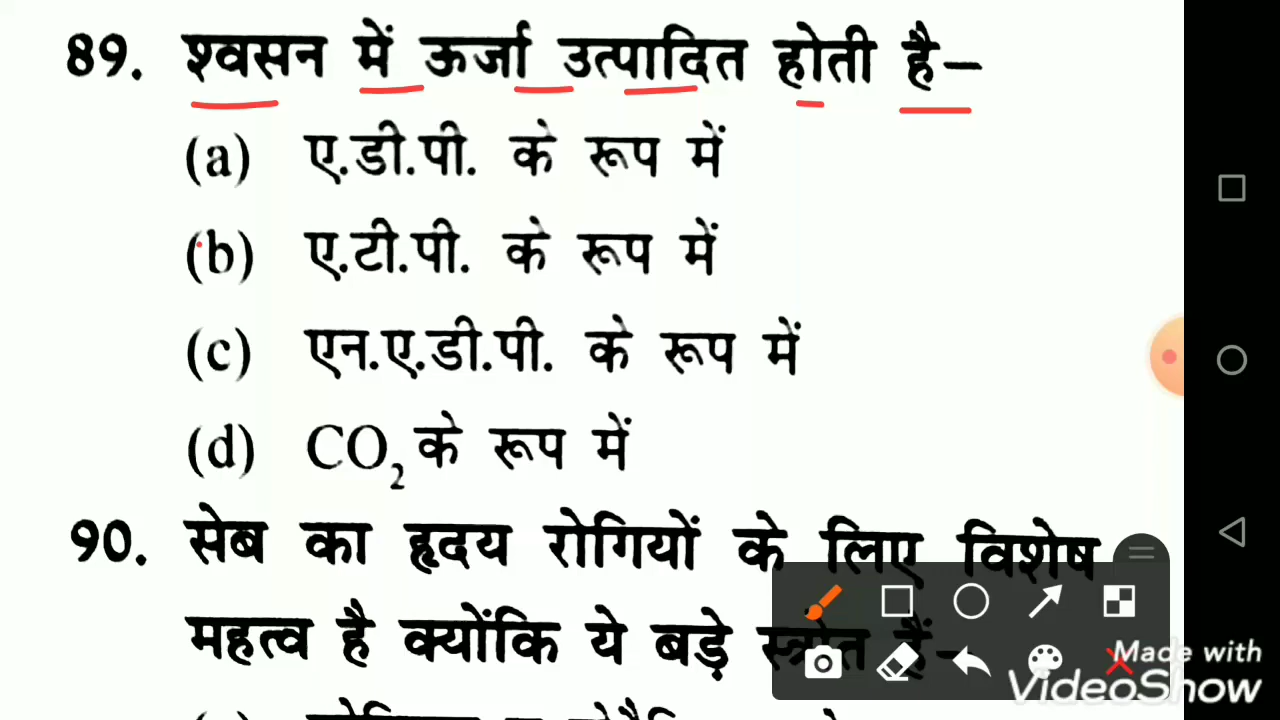 89. श्वसन में ऊर्जा उत्पादित होती है–
(a) ए.डी.पी. के रूप में
(b) ए.टी.पी. के रूप में
(c) एन.ए.डी.पी. के रूप में
(d) CO₂ के रूप में
90. सेब का हृदय रोगियों के लिए विशेष
महत्व है क्योंकि ये बड़े स्त्रोत हैं–
Made with
VideoShow